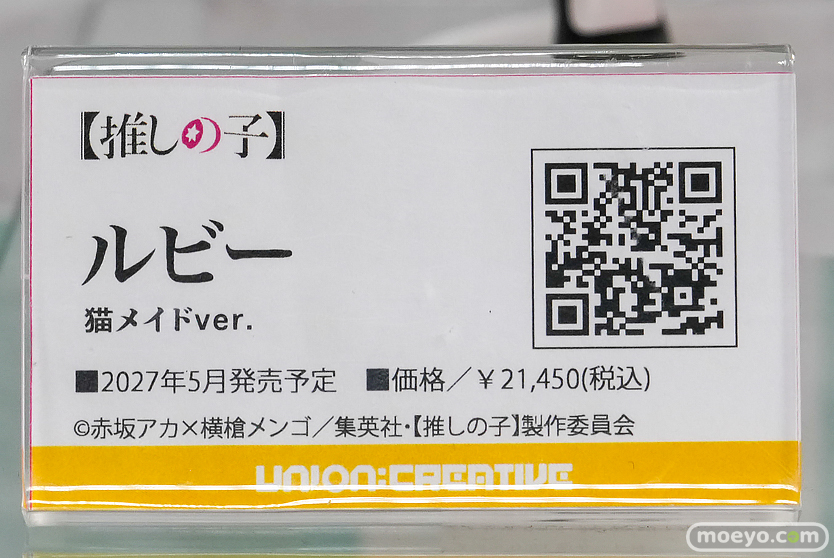 【推しの子】
ルビー
猫メイドver.
■2027年5月発売予定 ■価格／￥21,450(税込)
©赤坂アカ×横槍メンゴ／集英社・【推しの子】製作委員会
UNION:CREATIVE
moeyo.com